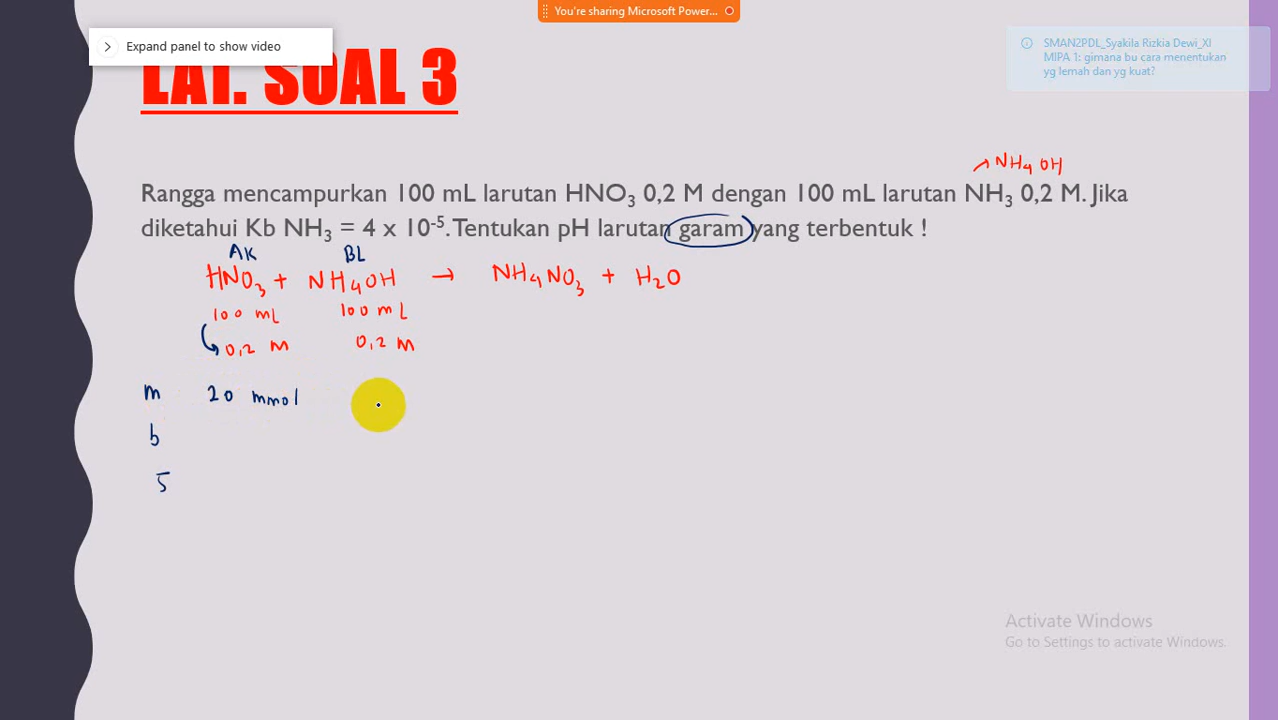 You're sharing Microsoft Power...
Expand panel to show video
SMAN2PDL_Syakila Rizkia Dewi_XI
MIPA 1: gimana bu cara menentukan
yg lemah dan yg kuat?
LAT. SOAL 3
NH4OH
Rangga mencampurkan 100 mL larutan HNO₃ 0,2 M dengan 100 mL larutan NH₃ 0,2 M. Jika
diketahui Kb NH₃ = 4 x 10⁻⁵. Tentukan pH larutan garam yang terbentuk !
AK BL
HNO₃ + NH₄OH → NH₄NO₃ + H₂O
100 mL 100 mL
0,2 M 0,2 M
m 20 mmol
b
s
Activate Windows
Go to Settings to activate Windows.